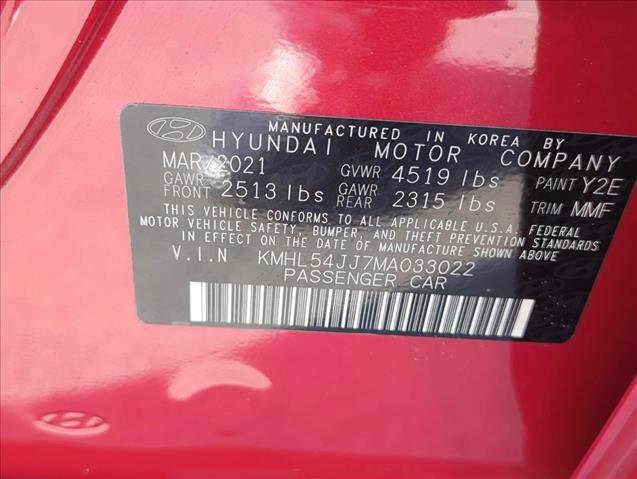 MANUFACTURED IN KOREA BY
HYUNDAI MOTOR COMPANY
MAR/2021 GVWR 4519 lbs PAINT Y2E
GAWR FRONT 2513 lbs GAWR REAR 2315 lbs TRIM MMF
THIS VEHICLE CONFORMS TO ALL APPLICABLE U.S.A. FEDERAL
MOTOR VEHICLE SAFETY, BUMPER, AND THEFT PREVENTION STANDARDS
IN EFFECT ON THE DATE OF MANUFACTURE SHOWN ABOVE
V.I.N KMHL54JJ7MA033022
PASSENGER CAR